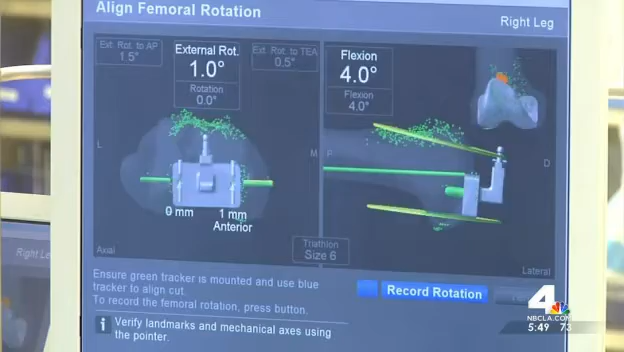 Align Femoral Rotation
Right Leg
Ext. Rot. to AP
1.5°
External Rot.
1.0°
Rotation
0.0°
Ext. Rot. to TEA
0.5°
Flexion
4.0°
Flexion
4.0°
L
M
P
D
0 mm
1 mm
Anterior
Axial
Triathlon
Size 6
Lateral
Ensure green tracker is mounted and use blue
tracker to align cut.
To record the femoral rotation, press button.
Record Rotation
i
Verify landmarks and mechanical axes using
the pointer.
Right Le
4
NBCLA.COM
5:49 73